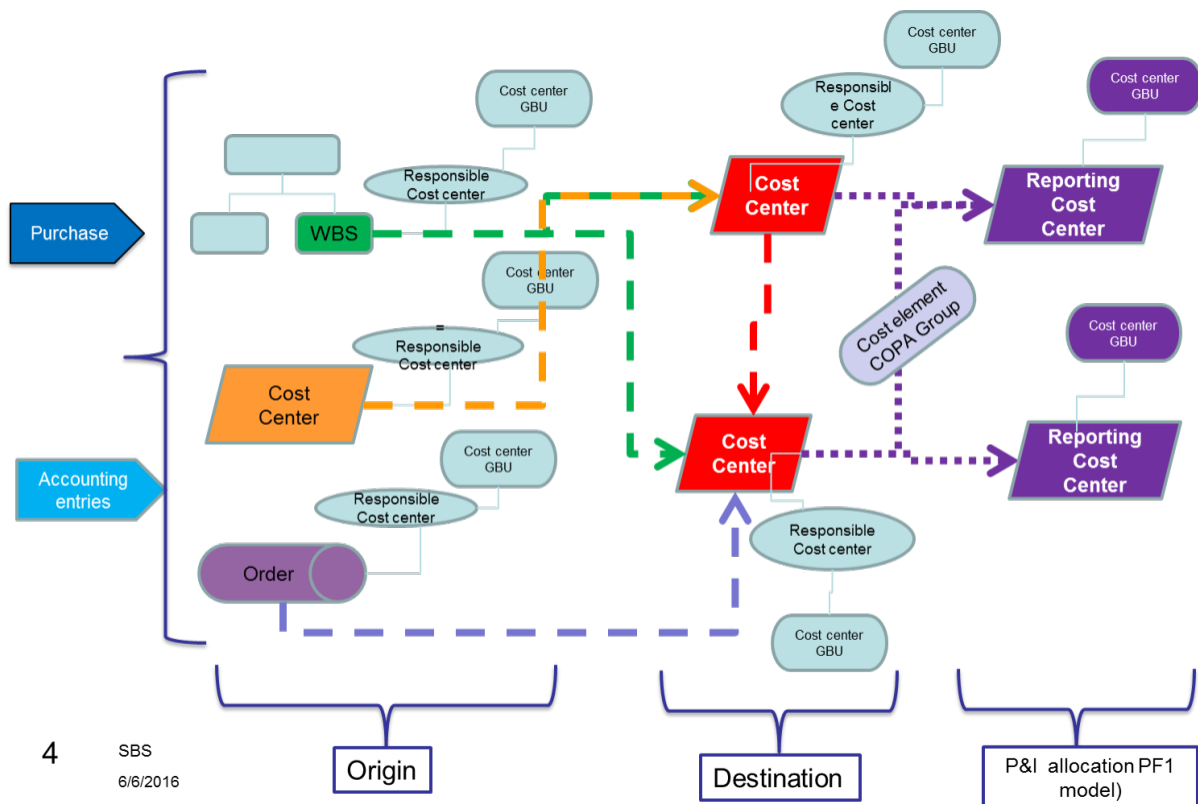 Cost center
GBU
Responsibl
e Cost
center
Cost center
GBU
Cost center
GBU
Responsible
Cost center
Cost
Center
Reporting
Cost
Center
Purchase
WBS
Cost center
GBU
=
Responsible
Cost center
Cost element
COPA Group
Cost center
GBU
Cost
Center
Cost
Center
Reporting
Cost
Center
Cost center
GBU
Accounting
entries
Responsible
Cost center
Responsible
Cost center
Order
Cost center
GBU
4
SBS
6/6/2016
Origin
Destination
P&I allocation PF1
model)